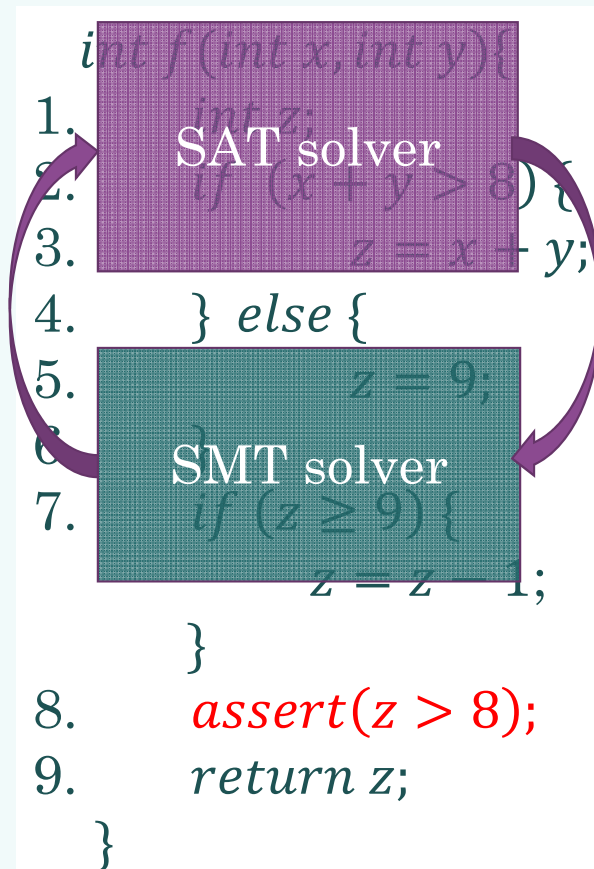 int f(int x, int y){
1. int z;
SAT solver
2. if (x + y > 8) {
3. z = x + y;
4. } else {
5. z = 9;
6. }
SMT solver
7. if (z ≥ 9) {
z = z − 1;
}
8. assert(z > 8);
9. return z;
}